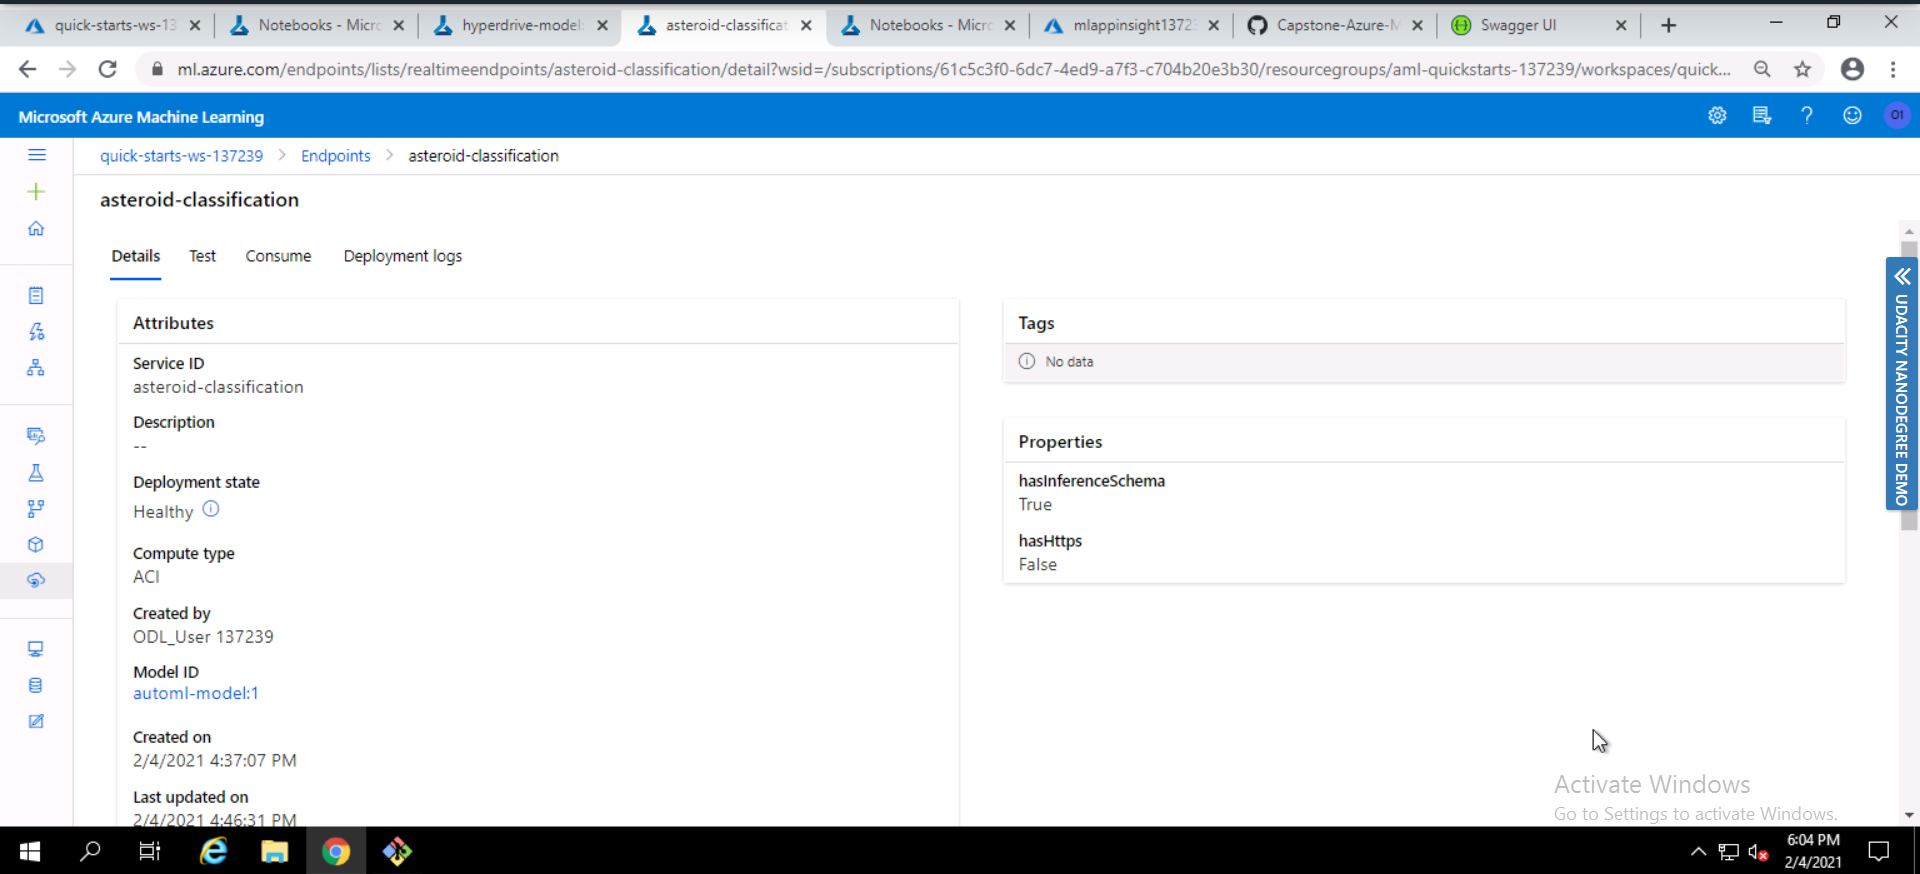 quick-starts-ws-13
Notebooks - Micro
hyperdrive-model:
asteroid-classificat
Notebooks - Micro
mlappinsight13723
Capstone-Azure-M
Swagger UI
ml.azure.com/endpoints/lists/realtimeendpoints/asteroid-classification/detail?wsid=/subscriptions/61c5c3f0-6dc7-4ed9-a7f3-c704b20e3b30/resourcegroups/aml-quickstarts-137239/workspaces/quick...
Microsoft Azure Machine Learning
O1
quick-starts-ws-137239 > Endpoints > asteroid-classification
asteroid-classification
Details Test Consume Deployment logs
Attributes
Service ID
asteroid-classification
Description
--
Deployment state
Healthy
Compute type
ACI
Created by
ODL_User 137239
Model ID
automl-model:1
Created on
2/4/2021 4:37:07 PM
Last updated on
2/4/2021 4:46:31 PM
Tags
No data
Properties
hasInferenceSchema
True
hasHttps
False
UDACITY NANODEGREE DEMO
Activate Windows
Go to Settings to activate Windows.
6:04 PM
2/4/2021